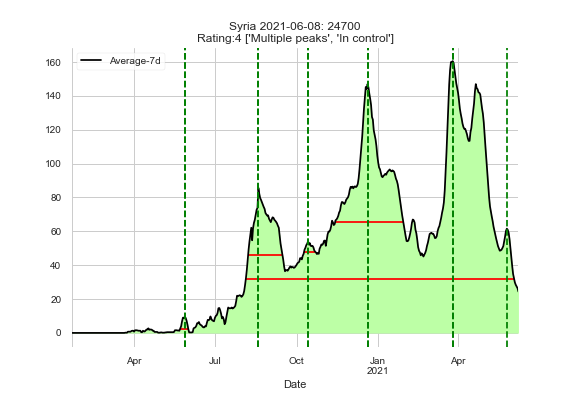 Syria 2021-06-08: 24700
Rating:4 ['Multiple peaks', 'In control']
Average-7d
160
140
120
100
80
60
40
20
0
Apr
Jul
Oct
Jan
2021
Apr
Date